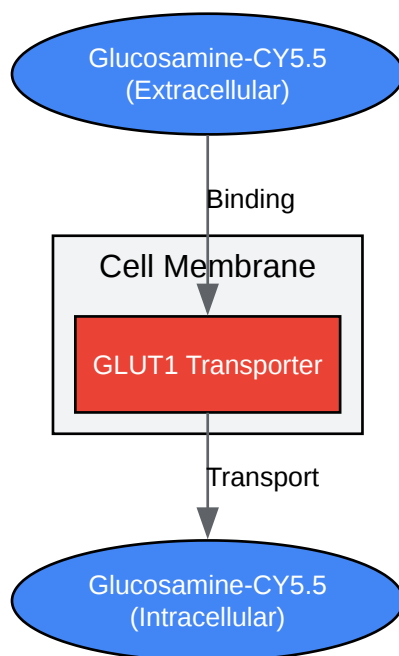 Glucosamine-CY5.5
(Extracellular)
Binding
Cell Membrane
GLUT1 Transporter
Transport
Glucosamine-CY5.5
(Intracellular)